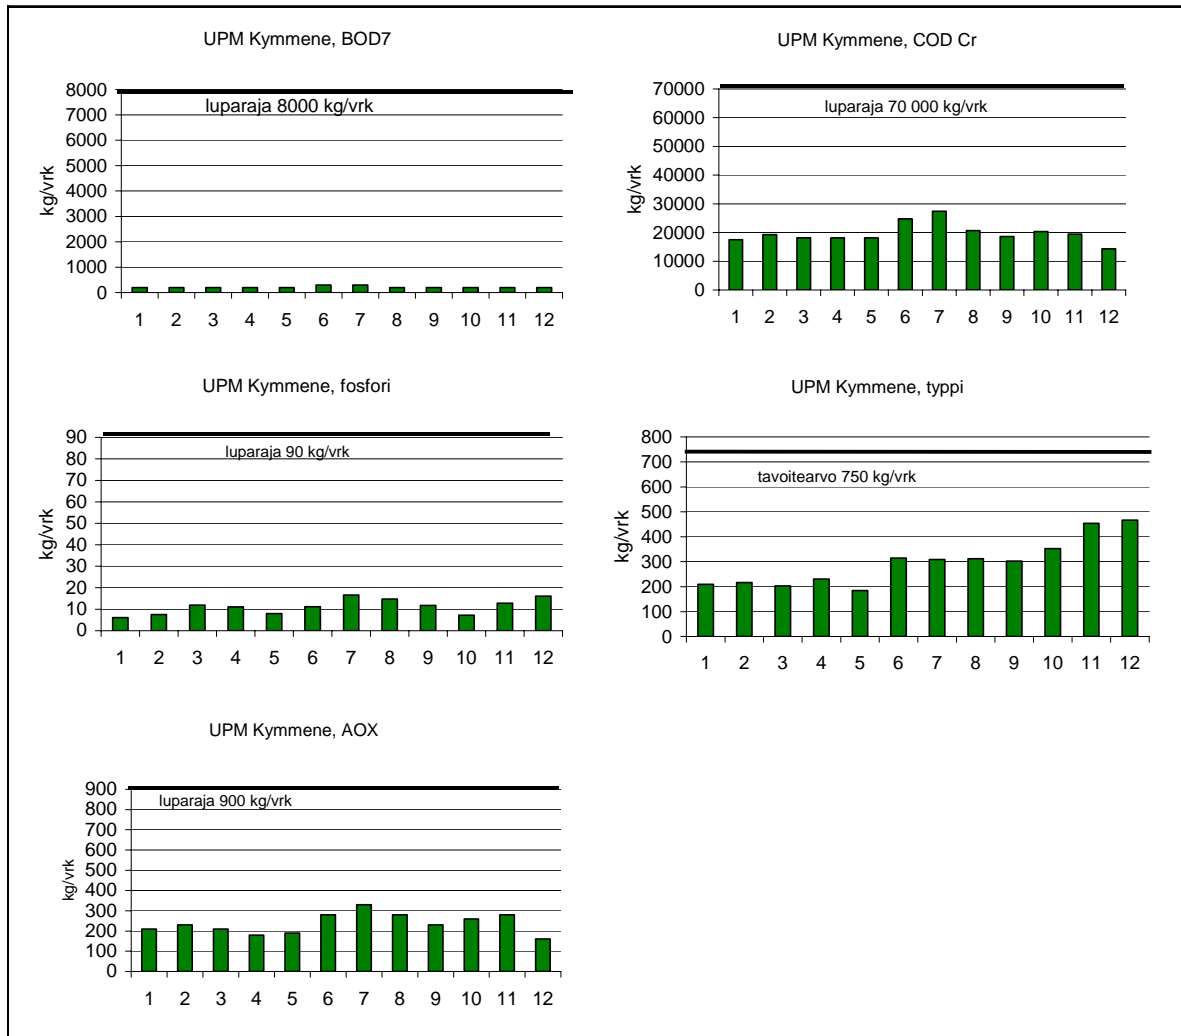 UPM Kymmene, BOD7
8000
7000
6000
5000
4000
3000
2000
1000
0
kg/vrk
luparaja 8000 kg/vrk
1 2 3 4 5 6 7 8 9 10 11 12
UPM Kymmene, COD Cr
70000
60000
50000
40000
30000
20000
10000
0
kg/vrk
luparaja 70 000 kg/vrk
1 2 3 4 5 6 7 8 9 10 11 12
UPM Kymmene, fosfori
90
80
70
60
50
40
30
20
10
0
kg/vrk
luparaja 90 kg/vrk
1 2 3 4 5 6 7 8 9 10 11 12
UPM Kymmene, typpi
800
700
600
500
400
300
200
100
0
kg/vrk
tavoitearvo 750 kg/vrk
1 2 3 4 5 6 7 8 9 10 11 12
UPM Kymmene, AOX
900
800
700
600
500
400
300
200
100
0
kg/vrk
luparaja 900 kg/vrk
1 2 3 4 5 6 7 8 9 10 11 12